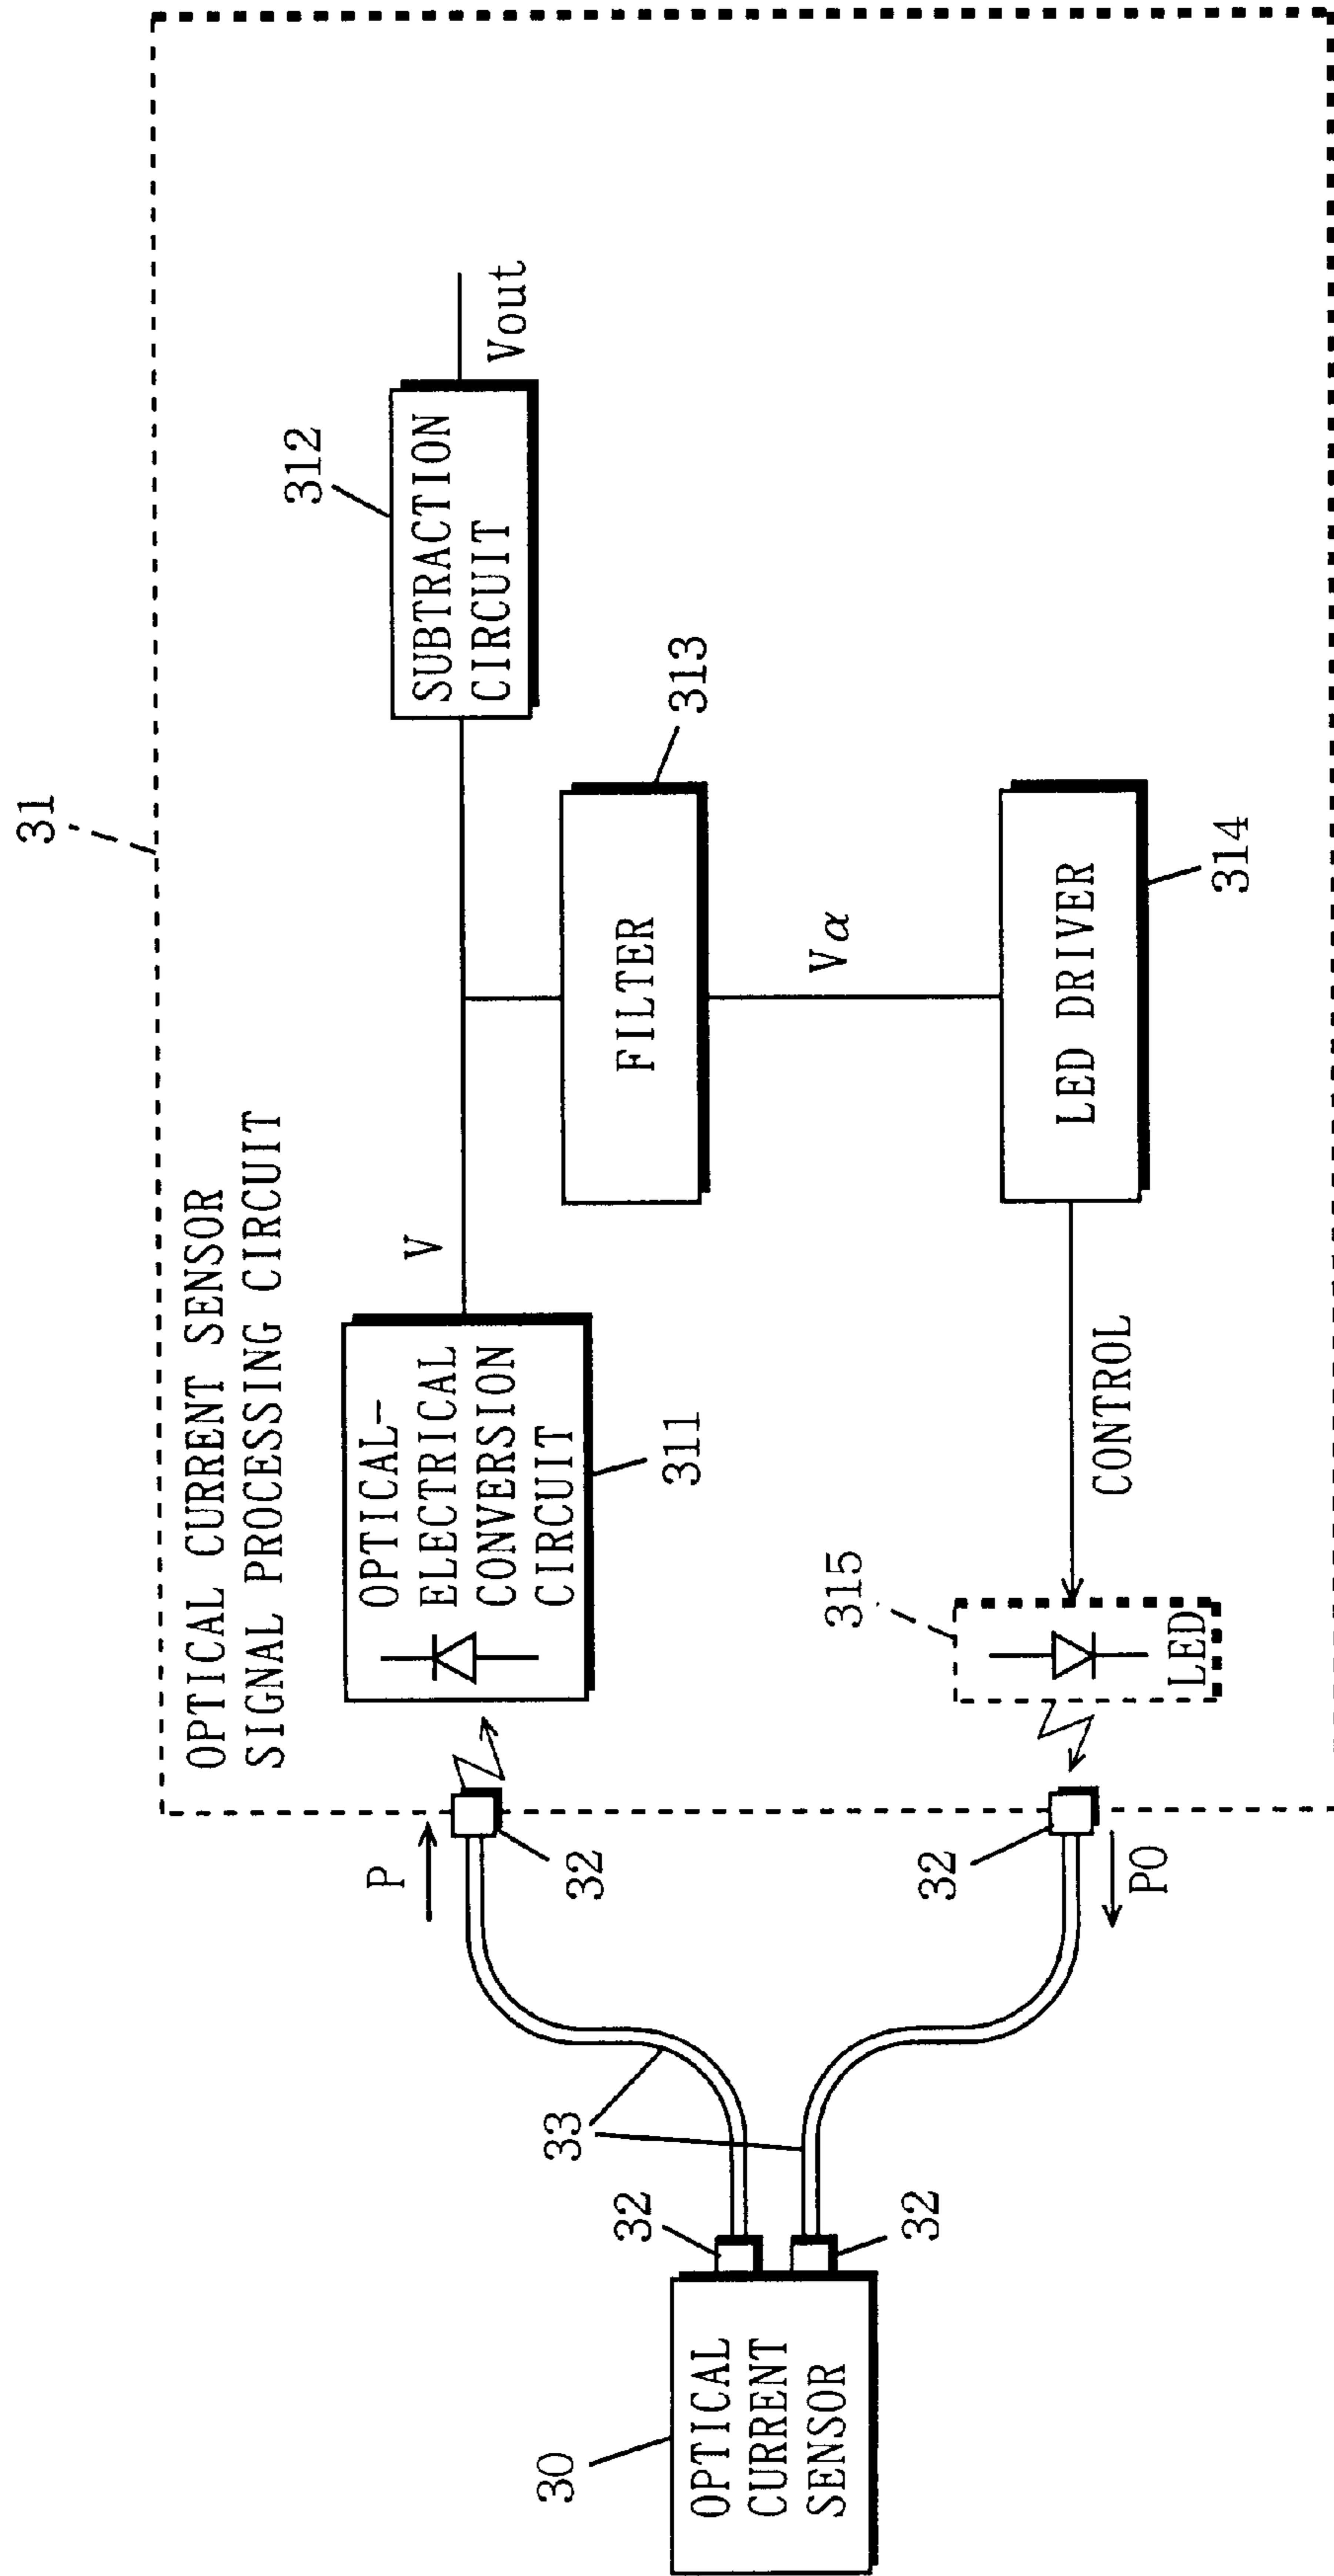 31
OPTICAL CURRENT SENSOR
SIGNAL PROCESSING CIRCUIT
312
SUBTRACTION
CIRCUIT
Vout
V
OPTICAL-
ELECTRICAL
CONVERSION
CIRCUIT
311
P
32
FILTER
313
Vα
33
32
32
30
OPTICAL
CURRENT
SENSOR
315
LED
CONTROL
LED DRIVER
314
32
P0